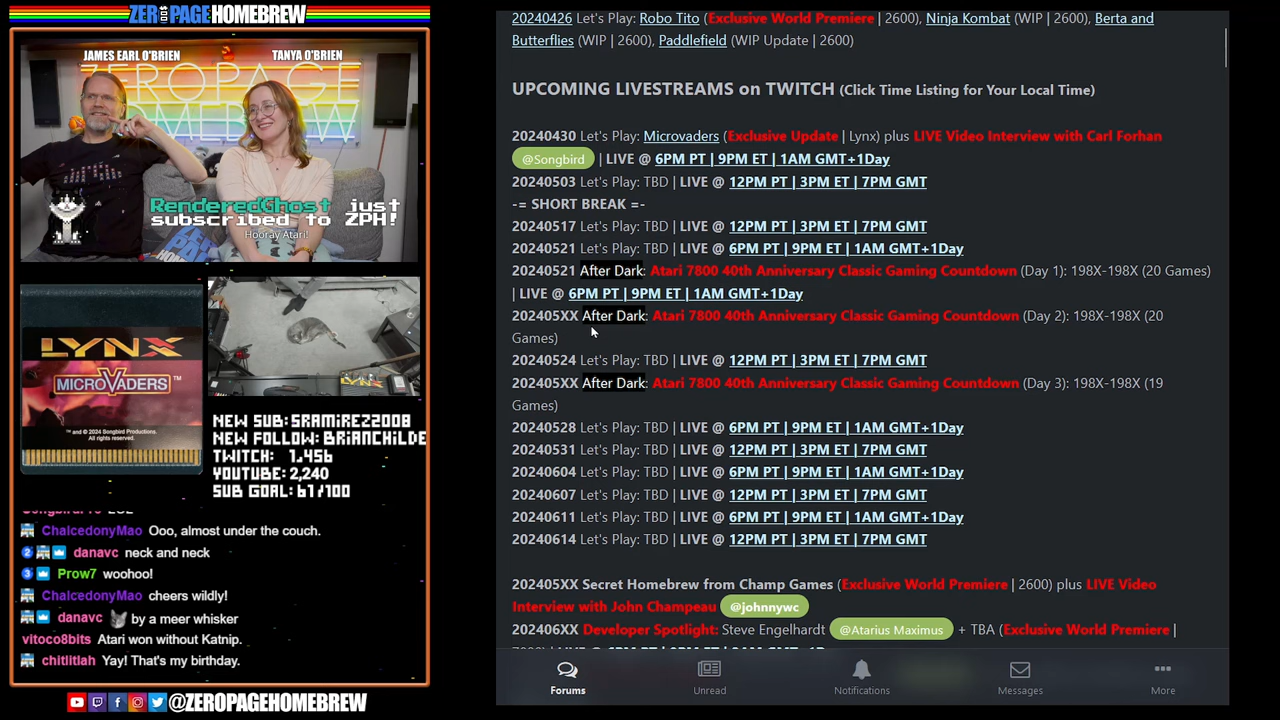 ZEROPAGEHOMEBREW
JAMES EARL O'BRIEN
TANYA O'BRIEN
ZEROPAGE
HOMEBREW
RenderedGhost just
subscribed to ZPH!
Hooray Atari!
LYNX
MICROVADERS™
™ and © 2024 Songbird Productions.
All rights reserved.
NEW SUB: SRAMIREZ2008
NEW FOLLOW: BRIANCHILDE
TWITCH: 1,456
YOUTUBE: 2,240
SUB GOAL: 67/100
ChalcedonyMao Ooo, almost under the couch.
danavc neck and neck
Prow7 woohoo!
ChalcedonyMao cheers wildly!
danavc by a meer whisker
vitoco8bits Atari won without Katnip.
chitlitlah Yay! That's my birthday.
@ZEROPAGEHOMEBREW
20240426 Let's Play: Robo Tito (Exclusive World Premiere | 2600), Ninja Kombat (WIP | 2600), Berta and
Butterflies (WIP | 2600), Paddlefield (WIP Update | 2600)
UPCOMING LIVESTREAMS on TWITCH (Click Time Listing for Your Local Time)
20240430 Let's Play: Microvaders (Exclusive Update | Lynx) plus LIVE Video Interview with Carl Forhan
@Songbird | LIVE @ 6PM PT | 9PM ET | 1AM GMT+1Day
20240503 Let's Play: TBD | LIVE @ 12PM PT | 3PM ET | 7PM GMT
-= SHORT BREAK =-
20240517 Let's Play: TBD | LIVE @ 12PM PT | 3PM ET | 7PM GMT
20240521 Let's Play: TBD | LIVE @ 6PM PT | 9PM ET | 1AM GMT+1Day
20240521 After Dark: Atari 7800 40th Anniversary Classic Gaming Countdown (Day 1): 198X-198X (20 Games)
| LIVE @ 6PM PT | 9PM ET | 1AM GMT+1Day
202405XX After Dark: Atari 7800 40th Anniversary Classic Gaming Countdown (Day 2): 198X-198X (20
Games)
20240524 Let's Play: TBD | LIVE @ 12PM PT | 3PM ET | 7PM GMT
202405XX After Dark: Atari 7800 40th Anniversary Classic Gaming Countdown (Day 3): 198X-198X (19
Games)
20240528 Let's Play: TBD | LIVE @ 6PM PT | 9PM ET | 1AM GMT+1Day
20240531 Let's Play: TBD | LIVE @ 12PM PT | 3PM ET | 7PM GMT
20240604 Let's Play: TBD | LIVE @ 6PM PT | 9PM ET | 1AM GMT+1Day
20240607 Let's Play: TBD | LIVE @ 12PM PT | 3PM ET | 7PM GMT
20240611 Let's Play: TBD | LIVE @ 6PM PT | 9PM ET | 1AM GMT+1Day
20240614 Let's Play: TBD | LIVE @ 12PM PT | 3PM ET | 7PM GMT
202405XX Secret Homebrew from Champ Games (Exclusive World Premiere | 2600) plus LIVE Video
Interview with John Champeau @johnnywc
202406XX Developer Spotlight: Steve Engelhardt @Atarius Maximus + TBA (Exclusive World Premiere |
Forums
Unread
Notifications
Messages
More